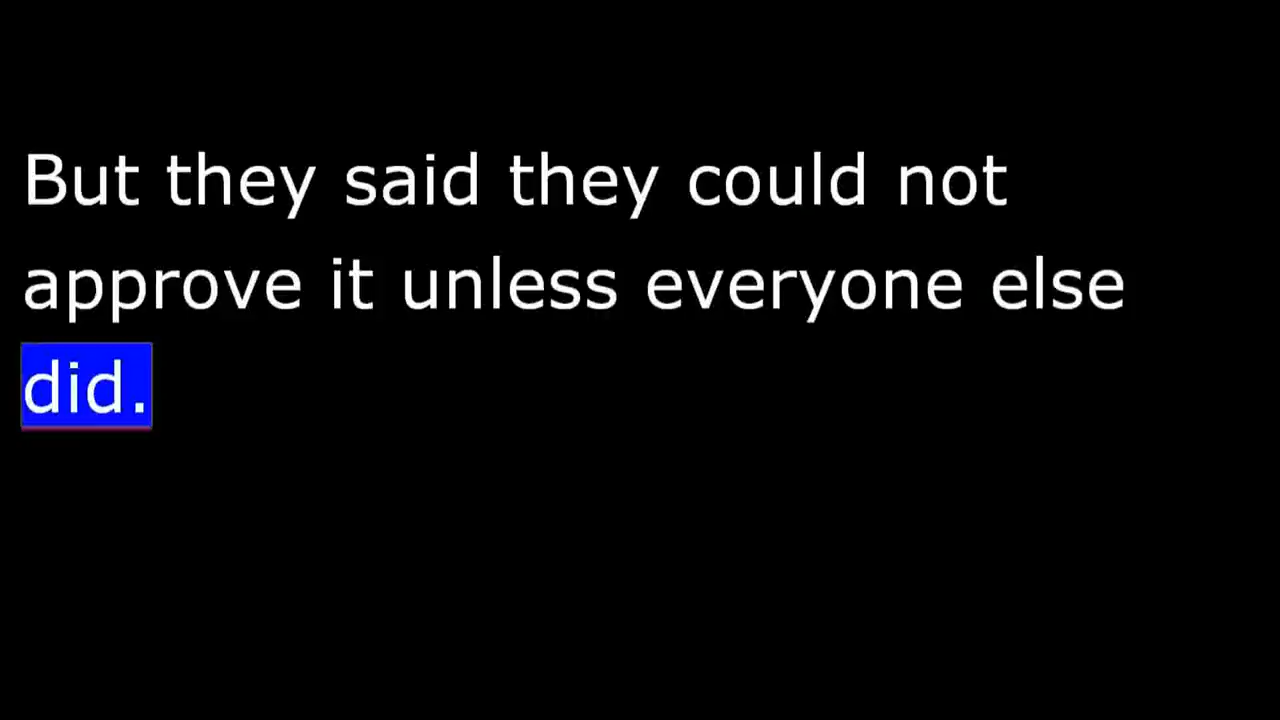 But they said they could not
approve it unless everyone else
did.